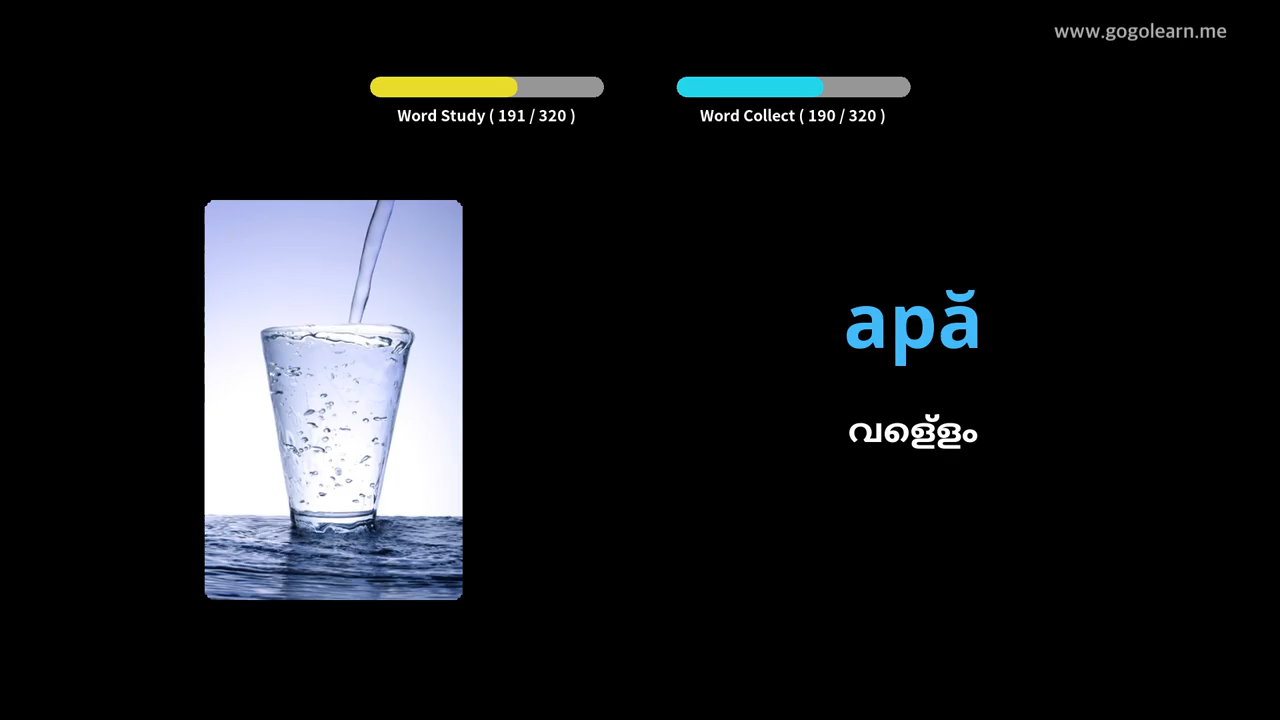 www.gogolearn.me
Word Study ( 191 / 320 )
Word Collect ( 190 / 320 )
apă
വെള്ളം